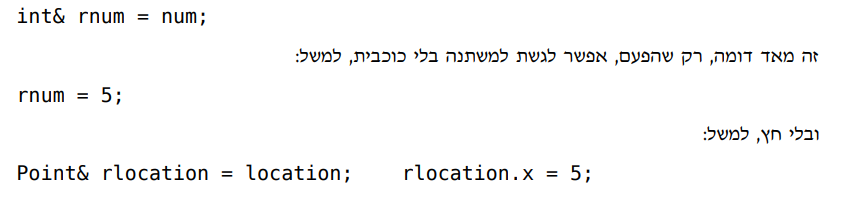 int& rnum = num;
זה מאד דומה, רק שהפעם, אפשר לגשת למשתנה בלי כוכבית, למשל:
rnum = 5;
ובלי חץ, למשל:
Point& rlocation = location;    rlocation.x = 5;